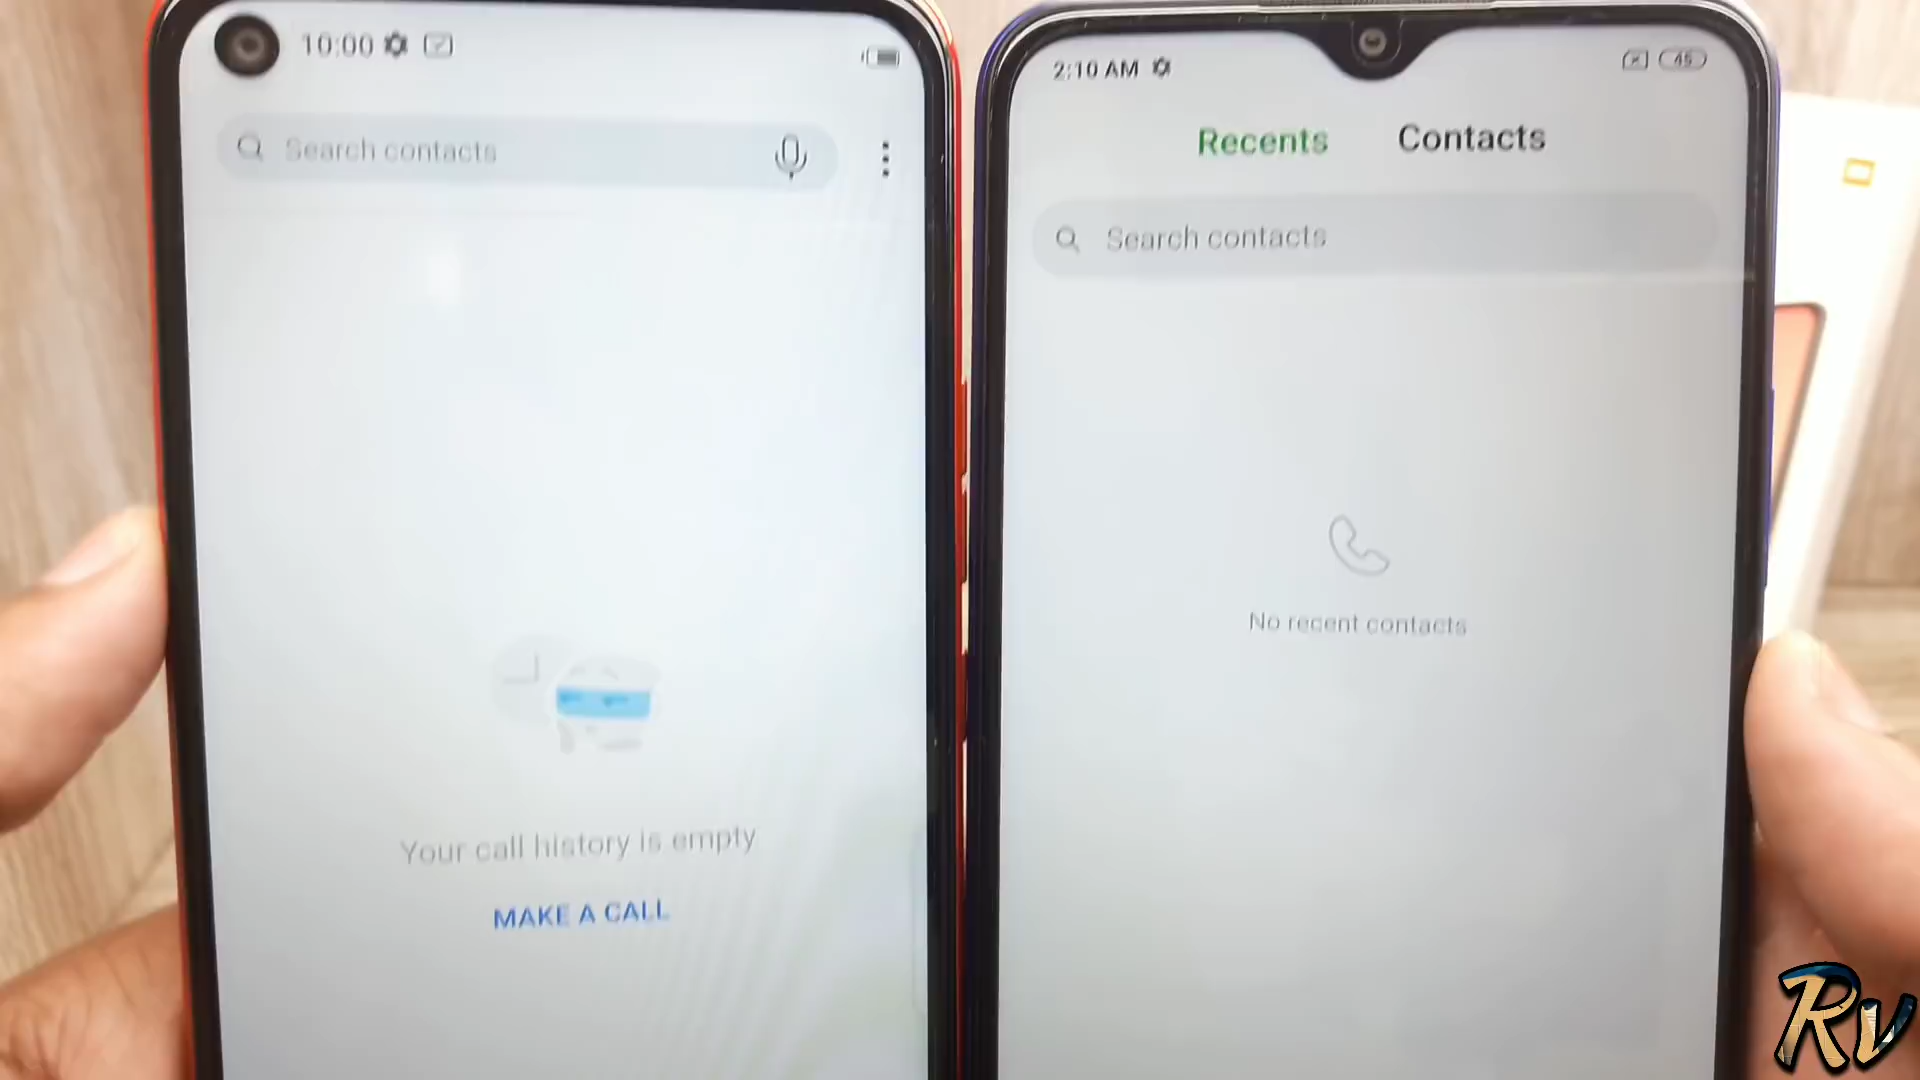 10:00
Search contacts
Your call history is empty
MAKE A CALL
2:10 AM
45
Recents Contacts
Search contacts
No recent contacts
Rv